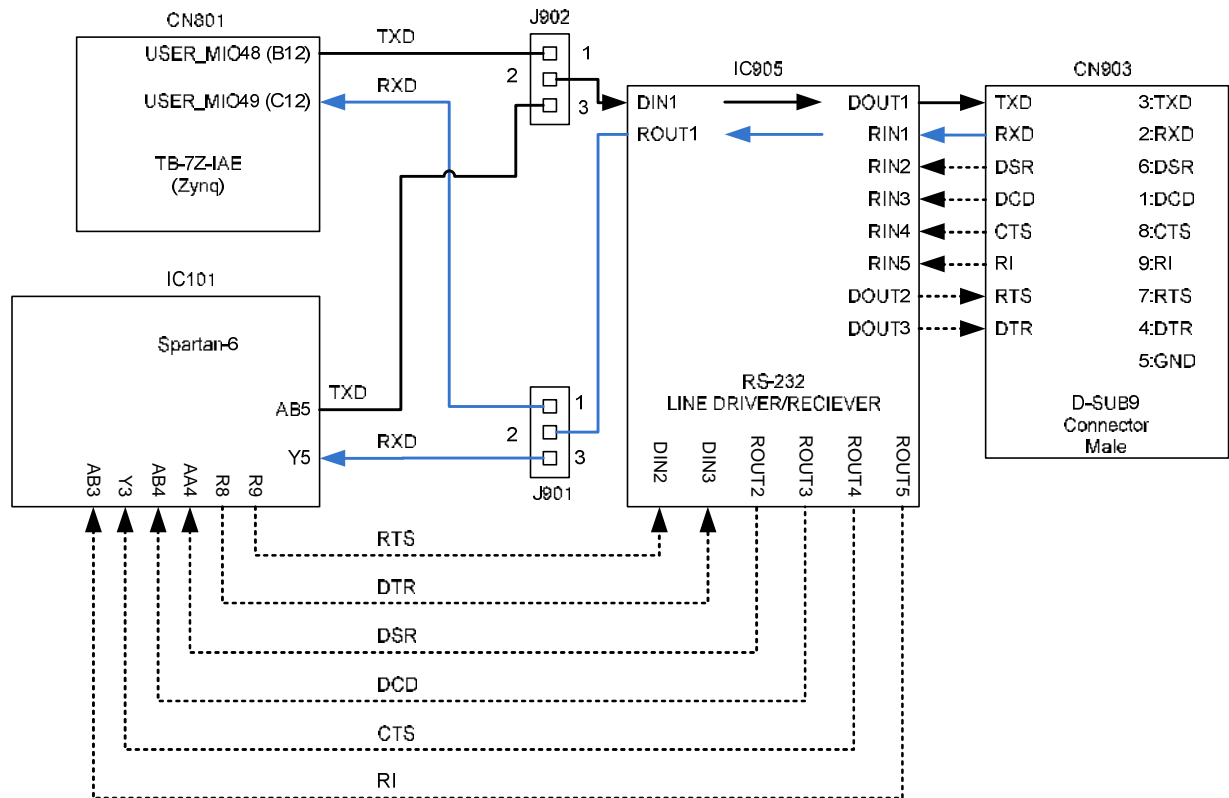 CN801
USER_MIO48 (B12)
USER_MIO49 (C12)
TB-7Z-IAE
(Zynq)
TXD
RXD
J902
1
2
3
IC101
Spartan-6
AB5
Y5
AB3
Y3
AB4
AA4
R8
R9
TXD
RXD
1
2
3
J901
IC905
DIN1
ROUT1
DOUT1
RIN1
RIN2
RIN3
RIN4
RIN5
DOUT2
DOUT3
RS-232
LINE DRIVER/RECIEVER
DIN2
DIN3
ROUT2
ROUT3
ROUT4
ROUT5
CN903
TXD 3:TXD
RXD 2:RXD
DSR 6:DSR
DCD 1:DCD
CTS 8:CTS
RI 9:RI
RTS 7:RTS
DTR 4:DTR
5:GND
D-SUB9
Connector
Male
RTS
DTR
DSR
DCD
CTS
RI